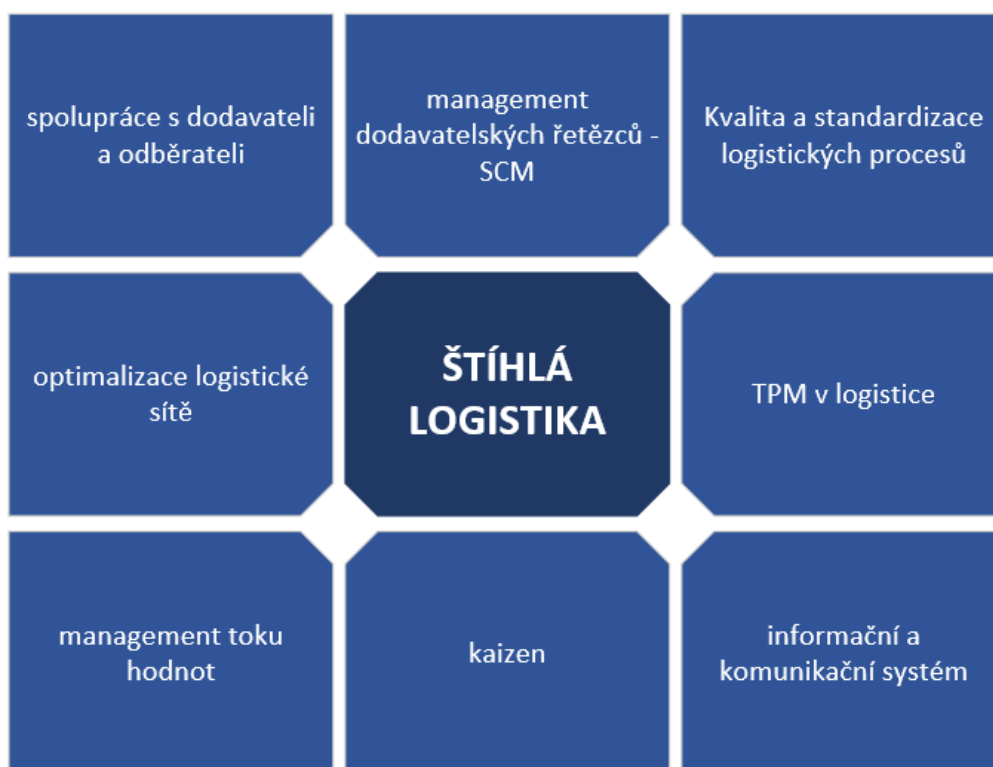 spolupráce s dodavateli
a odběrateli
management
dodavatelských řetězců -
SCM
Kvalita a standardizace
logistických procesů
optimalizace logistické
sítě
ŠTÍHLÁ
LOGISTIKA
TPM v logistice
management toku
hodnot
kaizen
informační a
komunikační systém